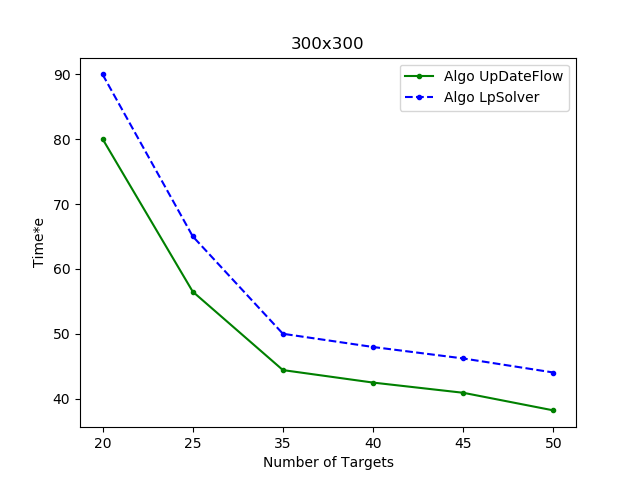 300x300
Algo UpDateFlow
Algo LpSolver
90
80
70
60
50
40
Time*e
20 25 35 40 45 50
Number of Targets